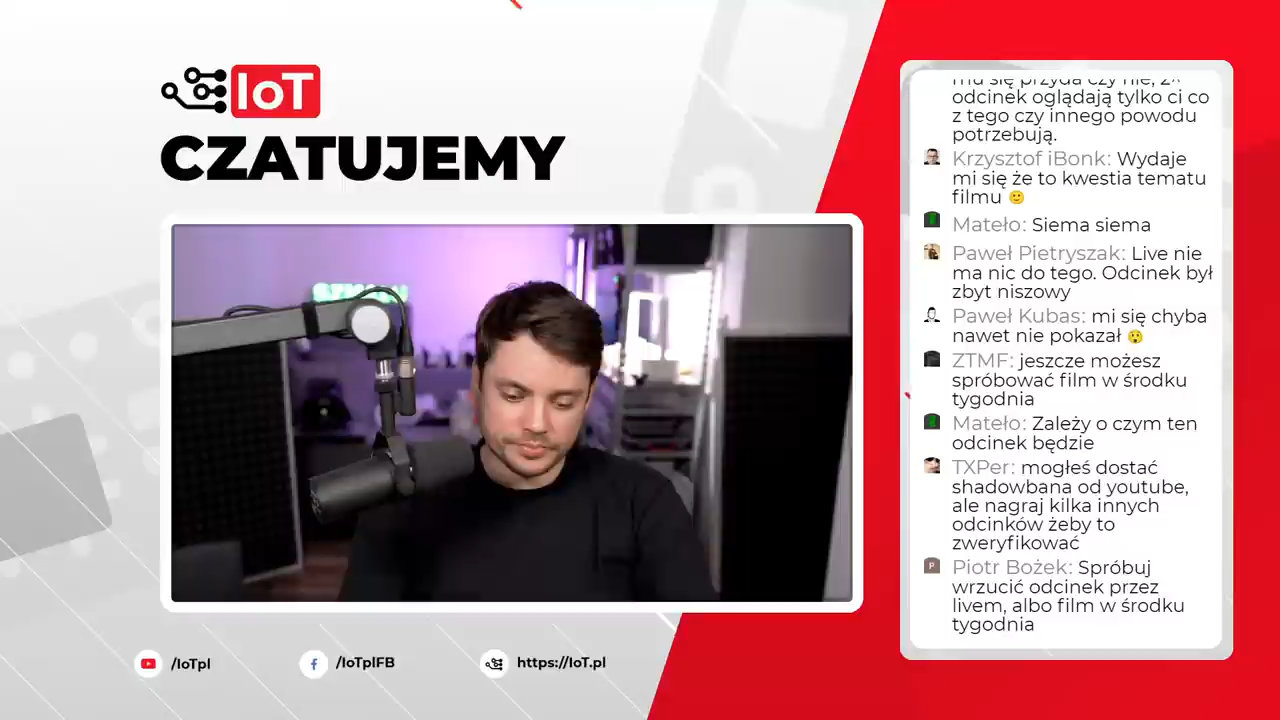 IoT
CZATUJEMY
odcinek oglądają tylko ci co
z tego czy innego powodu
potrzebują.
Krzysztof iBonk: Wydaje
mi się że to kwestia tematu
filmu 🙂
Mateło: Siema siema
Paweł Pietryszak: Live nie
ma nic do tego. Odcinek był
zbyt niszowy
Paweł Kubas: mi się chyba
nawet nie pokazał 😲
ZTMF: jeszcze możesz
spróbować film w środku
tygodnia
Mateło: Zależy o czym ten
odcinek będzie
TXPer: mogłeś dostać
shadowbana od youtube,
ale nagraj kilka innych
odcinków żeby to
zweryfikować
Piotr Bożek: Spróbuj
wrzucić odcinek przez
livem, albo film w środku
tygodnia
/IoTpl
/IoTplFB
https://IoT.pl